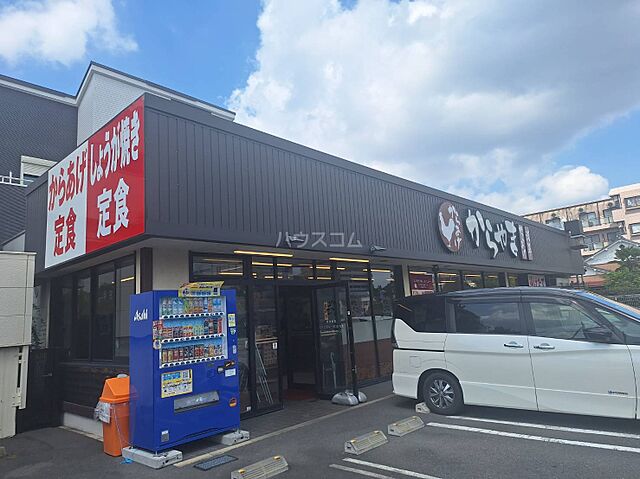 からあげ
定食
しょうが焼き
定食
ハウスコム
からやま
Asahi